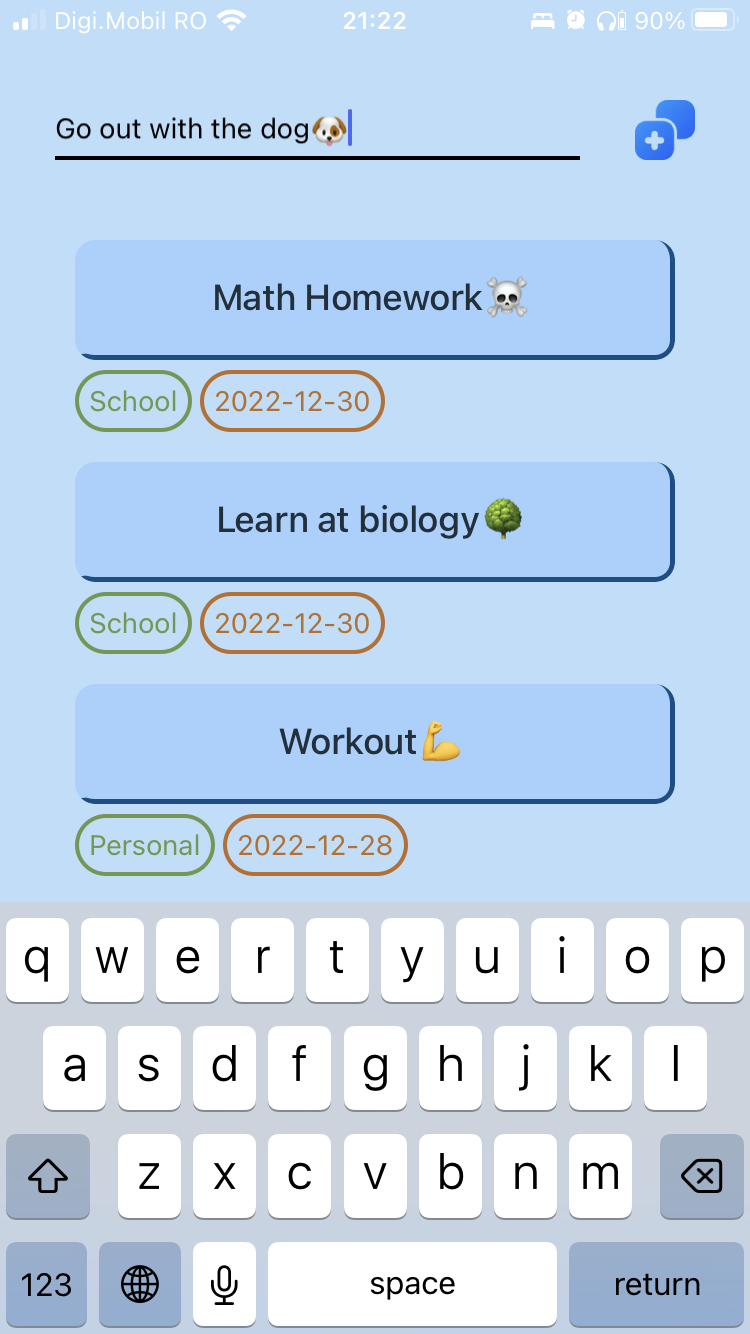 Digi.Mobil RO 21:22 90%
Go out with the dog🐶
Math Homework☠️
School 2022-12-30
Learn at biology🌳
School 2022-12-30
Workout💪
Personal 2022-12-28
q w e r t y u i o p
a s d f g h j k l
z x c v b n m
123 space return